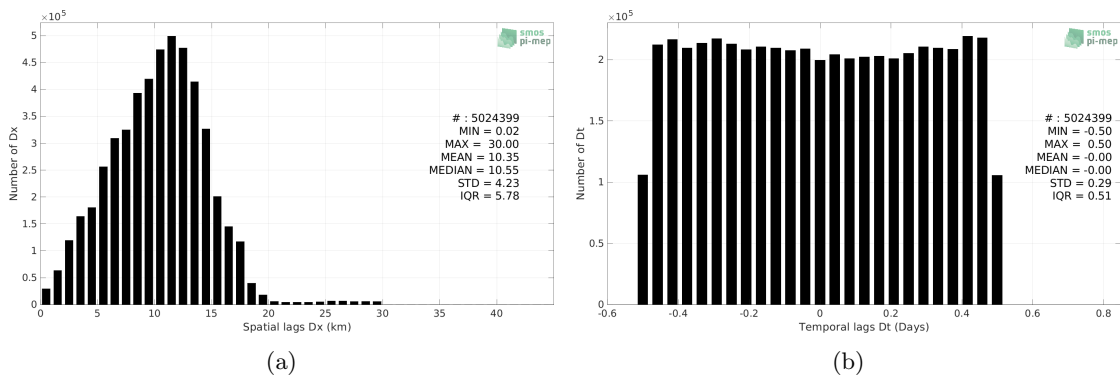 ×10⁵
5
4.5
4
3.5
3
2.5
2
1.5
1
0.5
0
0 5 10 15 20 25 30 35 40
Number of Dx
Spatial lags Dx (km)
smos
pi-mep
# : 5024399
MIN = 0.02
MAX = 30.00
MEAN = 10.35
MEDIAN = 10.55
STD = 4.23
IQR = 5.78
(a)
×10⁵
2
1.5
1
0.5
0
-0.6 -0.4 -0.2 0 0.2 0.4 0.6 0.8
Number of Dt
Temporal lags Dt (Days)
smos
pi-mep
# : 5024399
MIN = -0.50
MAX = 0.50
MEAN = -0.00
MEDIAN = -0.00
STD = 0.29
IQR = 0.51
(b)